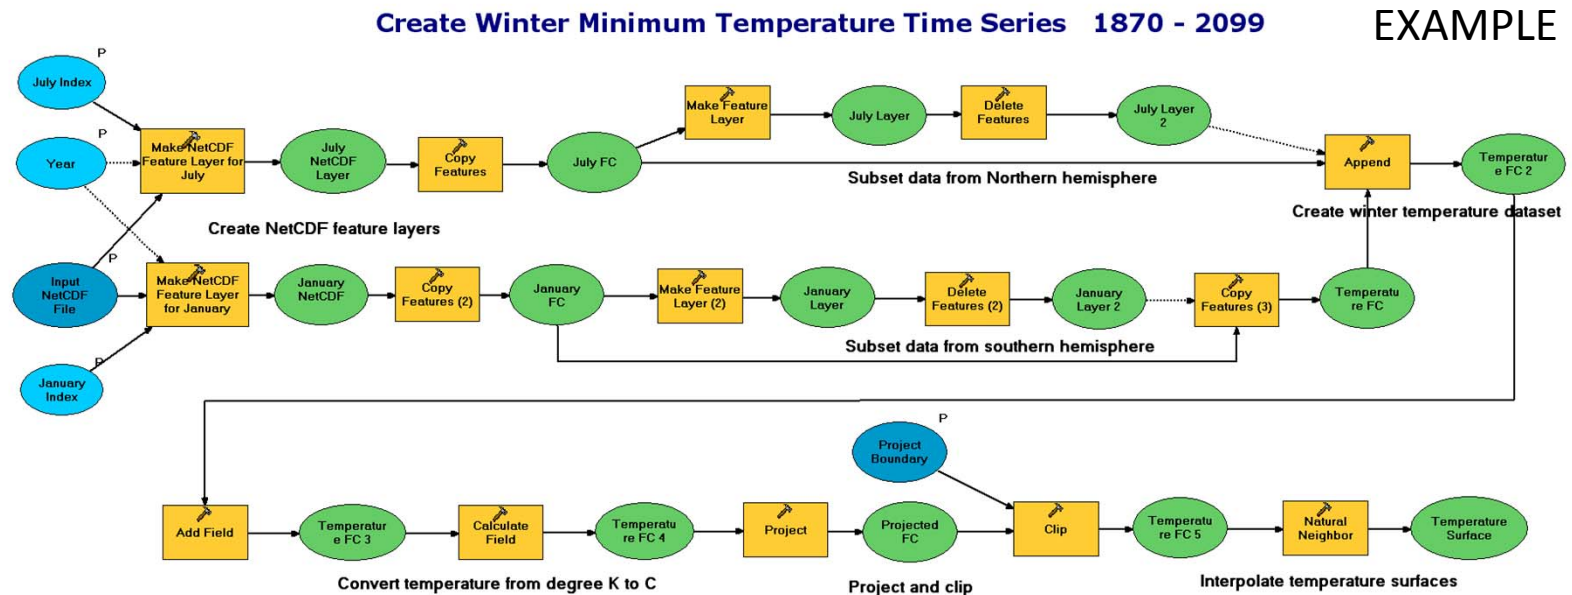 Create Winter Minimum Temperature Time Series 1870 - 2099
EXAMPLE
P
July Index
P
Year
Make NetCDF
Feature Layer for
July
July
NetCDF
Layer
Copy
Features
July FC
Make Feature
Layer
July Layer
Delete
Features
July Layer
2
Append
Temperatur
e FC 2
Subset data from Northern hemisphere
Create winter temperature dataset
Create NetCDF feature layers
P
Input
NetCDF
File
Make NetCDF
Feature Layer
for January
January
NetCDF
Copy
Features (2)
January
FC
Make Feature
Layer (2)
January
Layer
Delete
Features (2)
January
Layer 2
Copy
Features (3)
Temperatu
re FC
Subset data from southern hemisphere
P
January
Index
P
Project
Boundary
Add Field
Temperatur
e FC 3
Calculate
Field
Temperatu
re FC 4
Project
Projected
FC
Clip
Temperatu
re FC 5
Natural
Neighbor
Temperature
Surface
Convert temperature from degree K to C
Project and clip
Interpolate temperature surfaces